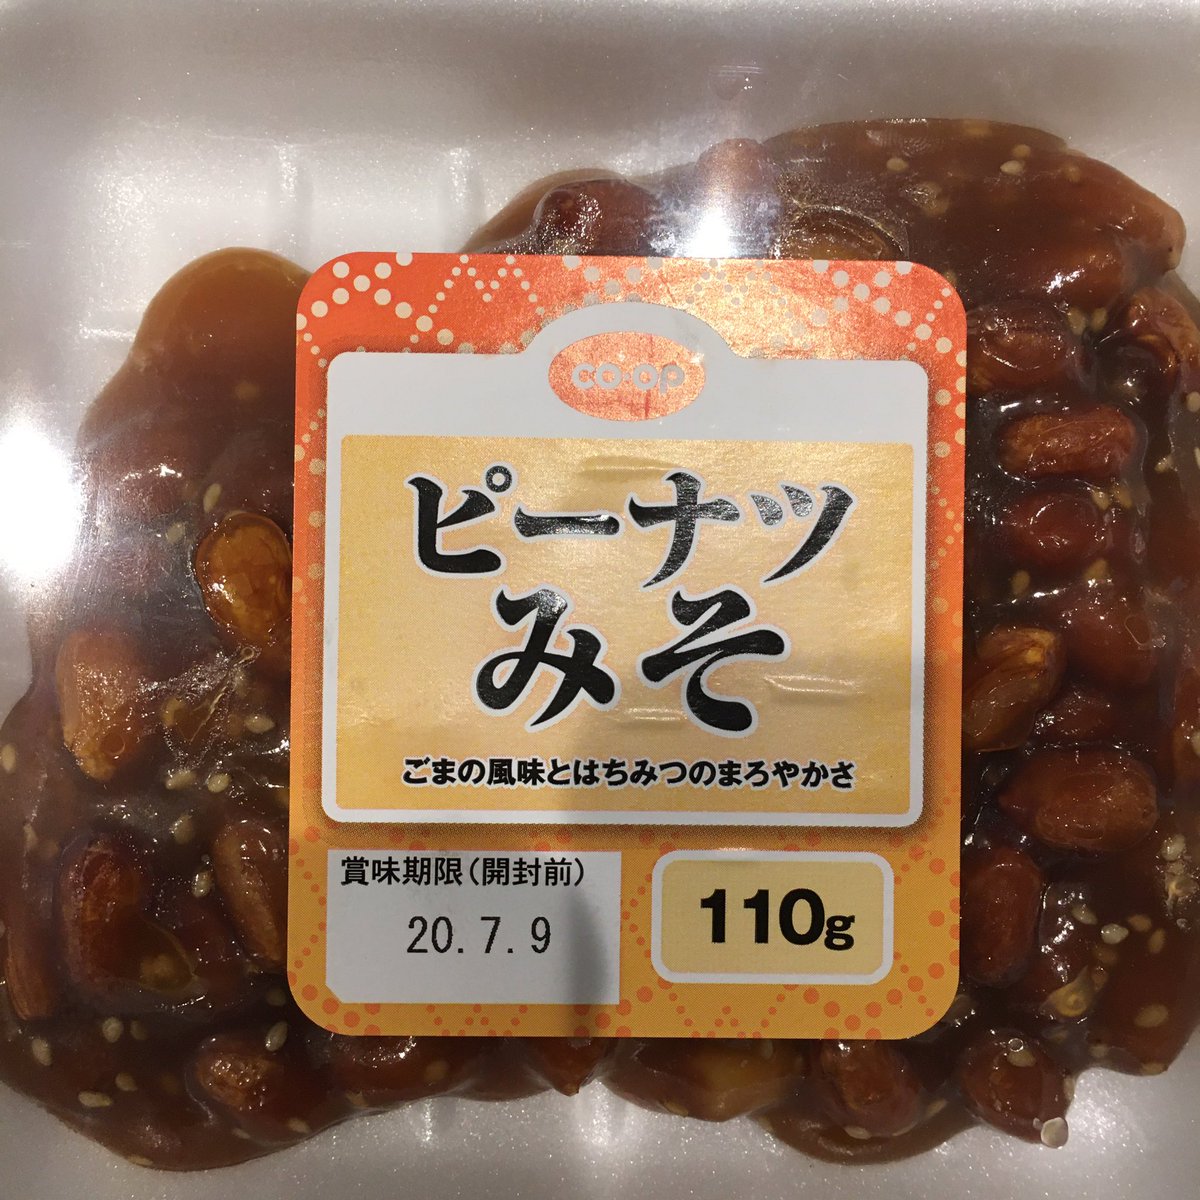 co·op
ピーナツ
みそ
ごまの風味とはちみつのまろやかさ
賞味期限(開封前)
20.7.9
110g